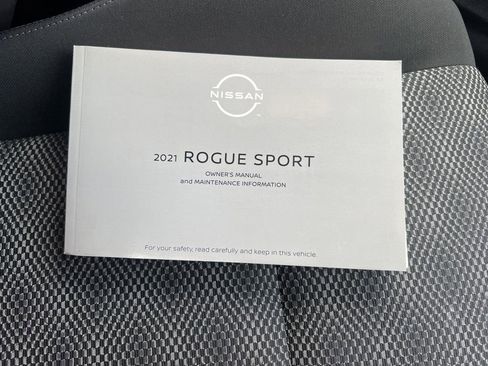 NISSAN
2021 ROGUE SPORT
OWNER'S MANUAL
and MAINTENANCE INFORMATION
For your safety, read carefully and keep in this vehicle.